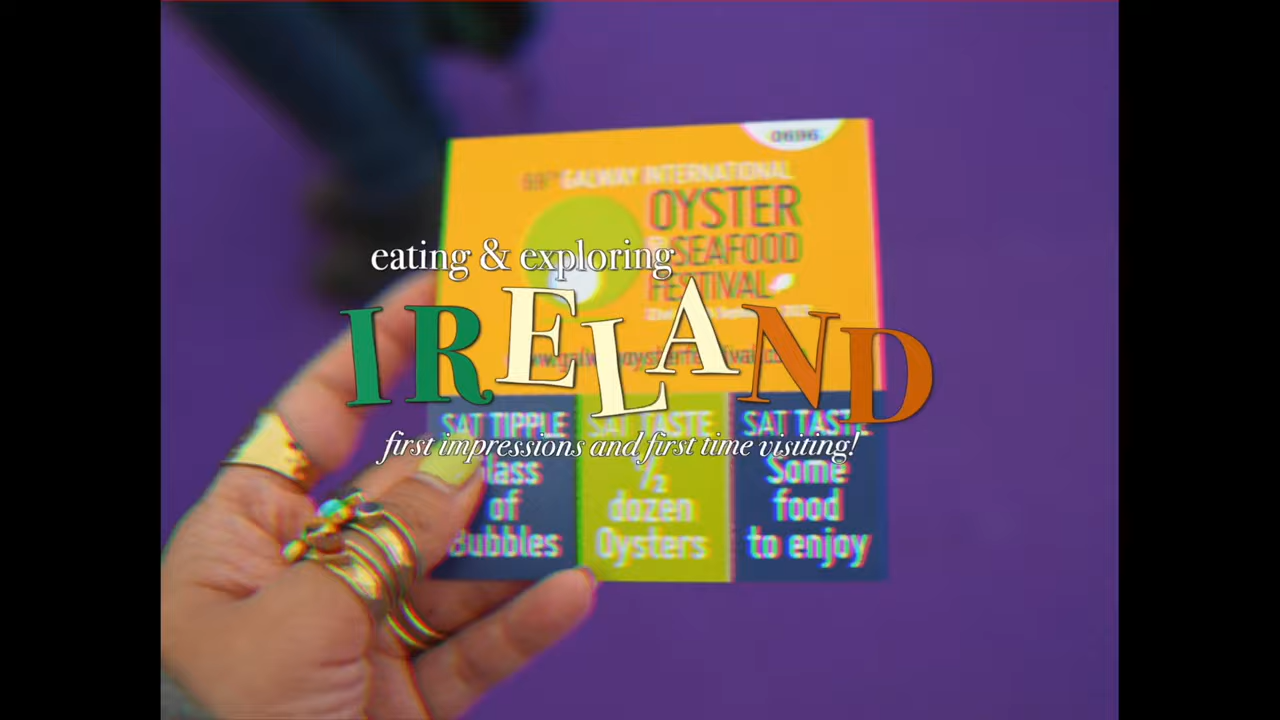 0696
GALWAY INTERNATIONAL
OYSTER
SEAFOOD
FESTIVAL
eating & exploring
IRELAND
first impressions and first time visiting!
SAT TIPPLE
Glass
of
Bubbles
SAT TASTE
½
dozen
Oysters
SAT TASTE
Some
food
to enjoy